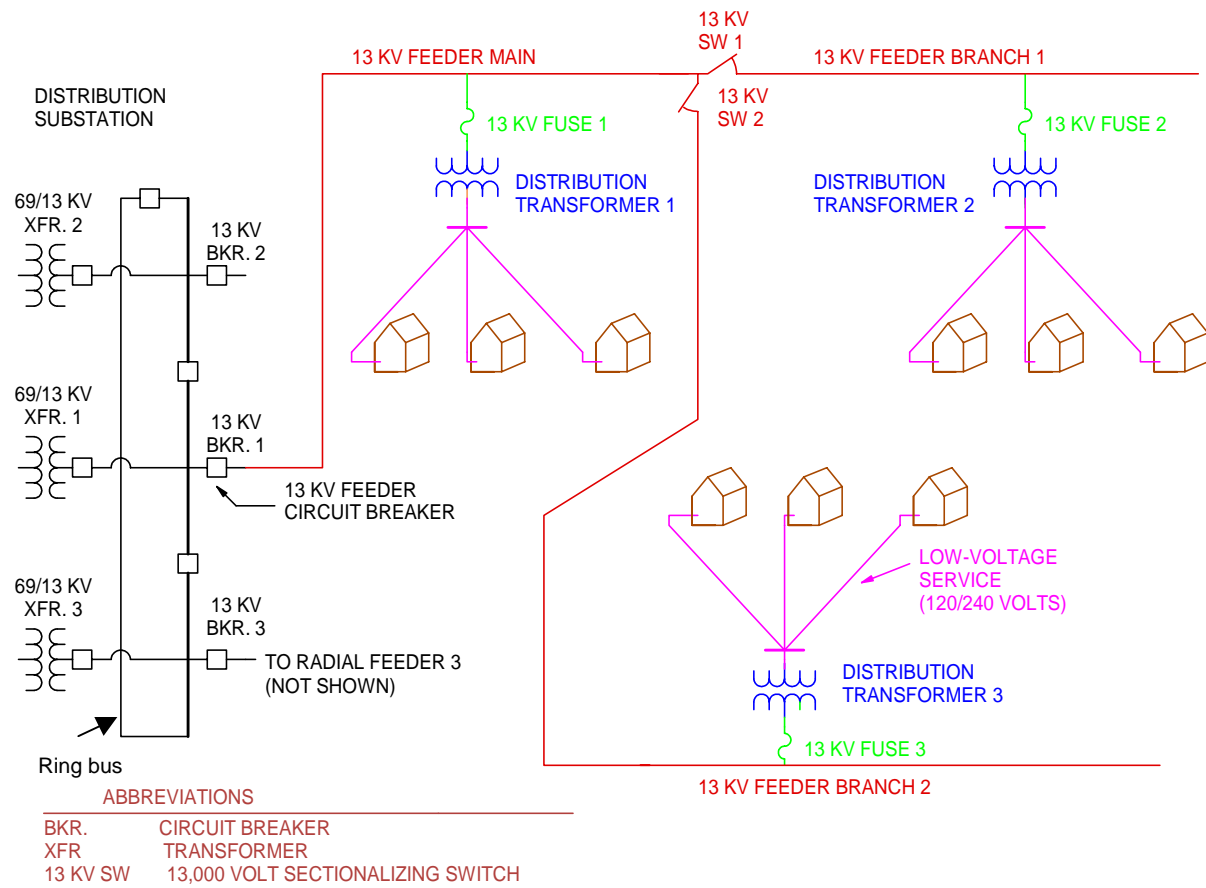 13 KV
SW 1
13 KV FEEDER MAIN
13 KV FEEDER BRANCH 1
DISTRIBUTION
SUBSTATION
13 KV
SW 2
13 KV FUSE 1
13 KV FUSE 2
DISTRIBUTION
TRANSFORMER 1
DISTRIBUTION
TRANSFORMER 2
69/13 KV
XFR. 2
13 KV
BKR. 2
69/13 KV
XFR. 1
13 KV
BKR. 1
13 KV FEEDER
CIRCUIT BREAKER
LOW-VOLTAGE
SERVICE
(120/240 VOLTS)
69/13 KV
XFR. 3
13 KV
BKR. 3
TO RADIAL FEEDER 3
(NOT SHOWN)
DISTRIBUTION
TRANSFORMER 3
13 KV FUSE 3
Ring bus
13 KV FEEDER BRANCH 2
ABBREVIATIONS
BKR. CIRCUIT BREAKER
XFR TRANSFORMER
13 KV SW 13,000 VOLT SECTIONALIZING SWITCH